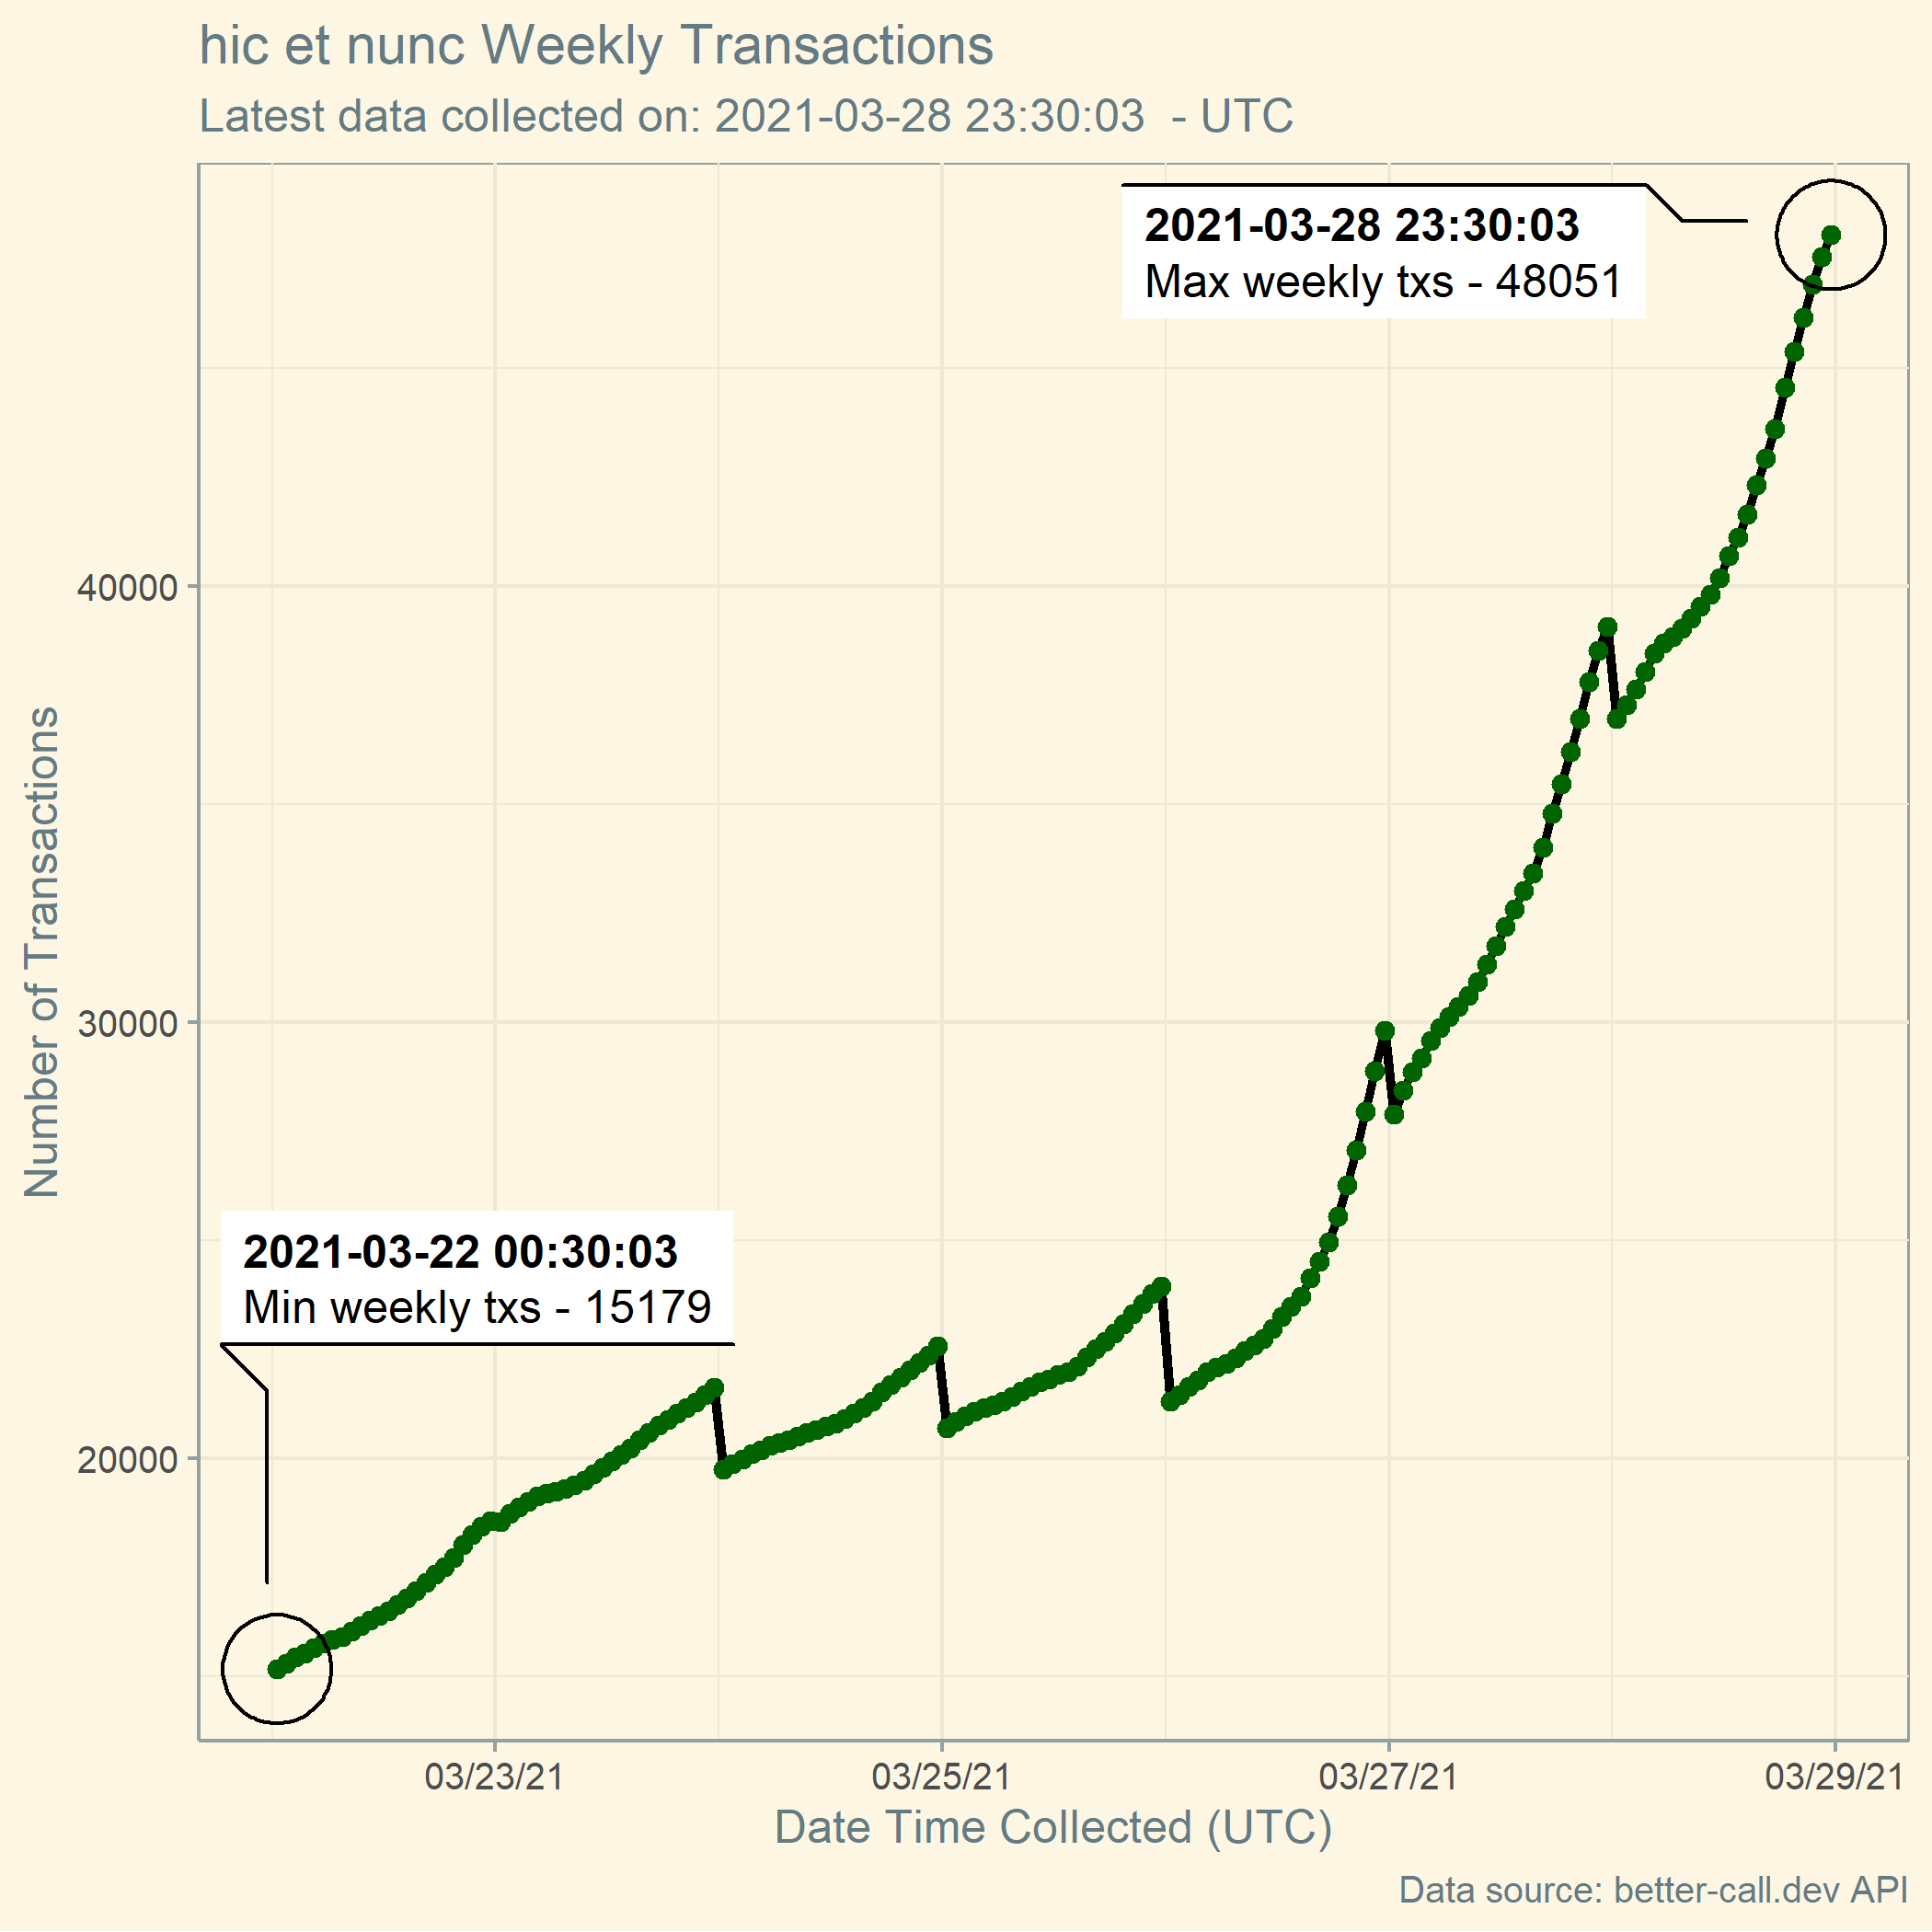 hic et nunc Weekly Transactions
Latest data collected on: 2021-03-28 23:30:03  - UTC
2021-03-28 23:30:03
Max weekly txs - 48051
40000
30000
20000
Number of Transactions
2021-03-22 00:30:03
Min weekly txs - 15179
03/23/21
03/25/21
03/27/21
03/29/21
Date Time Collected (UTC)
Data source: better-call.dev API